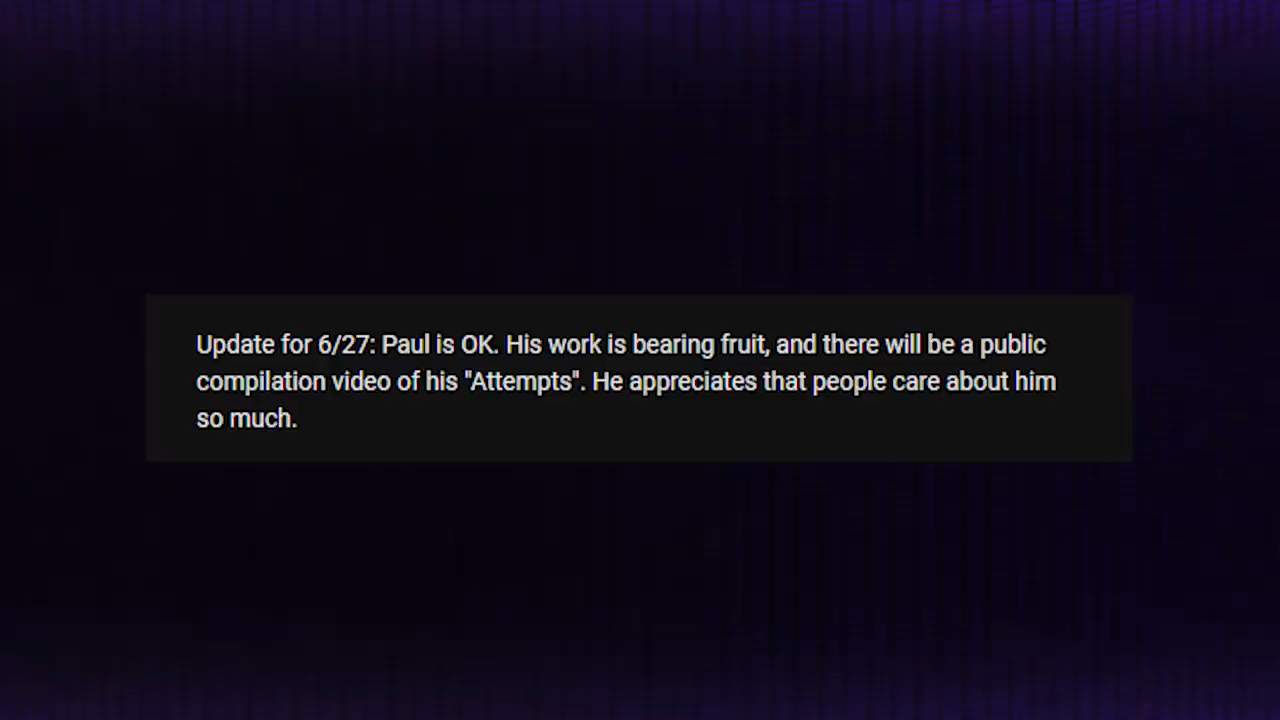 Update for 6/27: Paul is OK. His work is bearing fruit, and there will be a public
compilation video of his "Attempts". He appreciates that people care about him
so much.